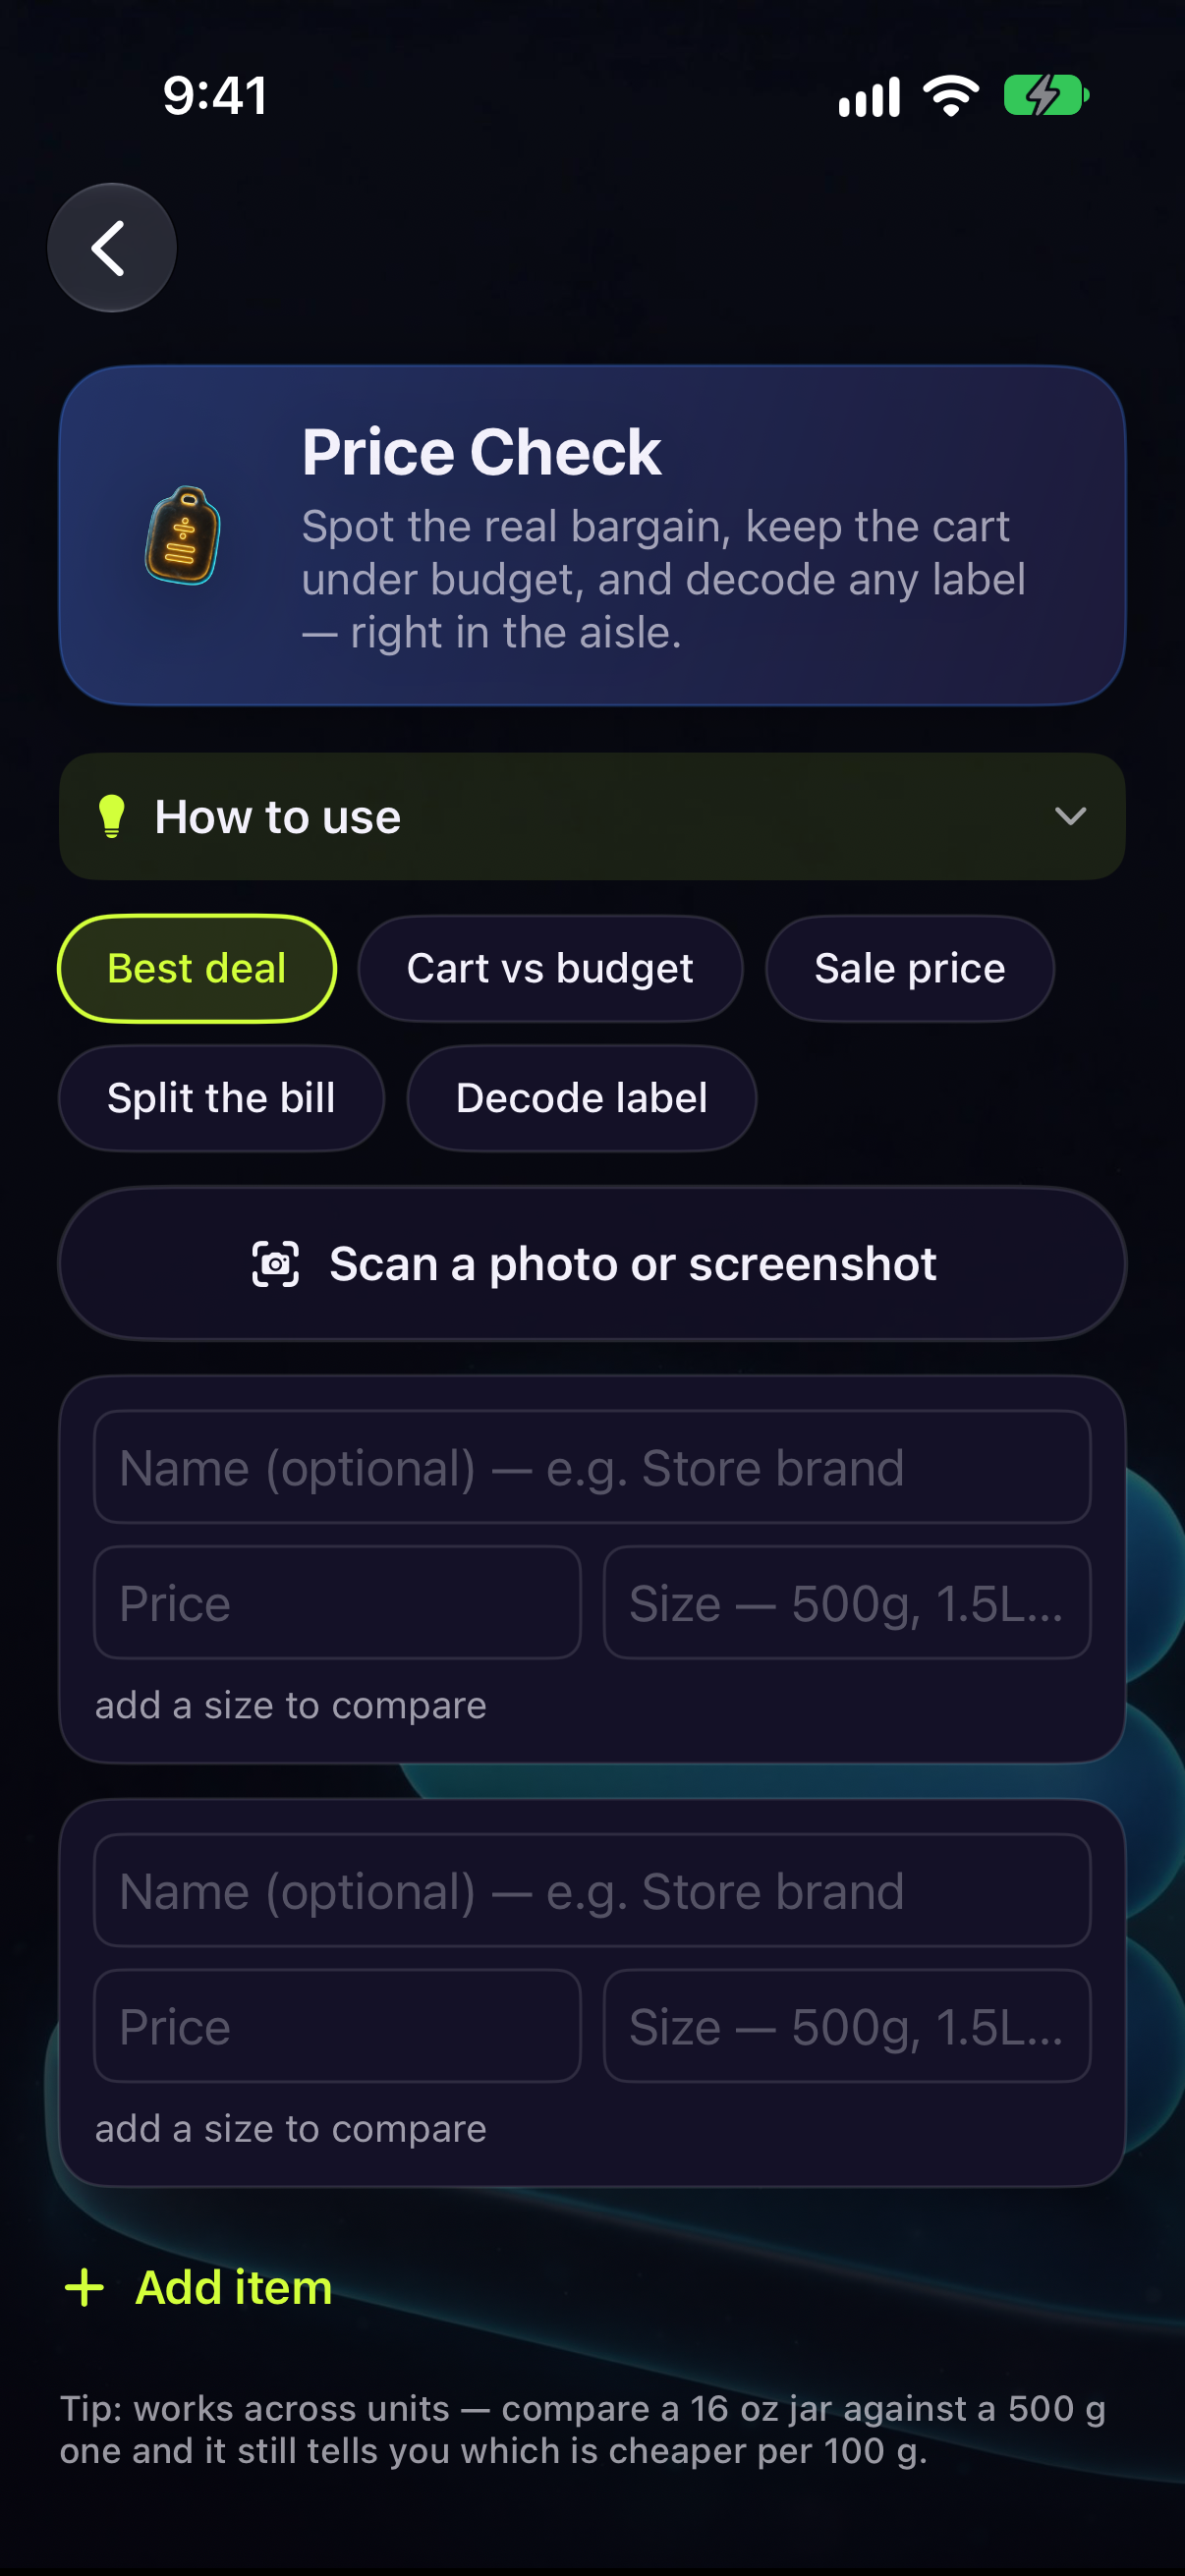 9:41
Price Check
Spot the real bargain, keep the cart
under budget, and decode any label
— right in the aisle.
How to use
Best deal
Cart vs budget
Sale price
Split the bill
Decode label
Scan a photo or screenshot
Name (optional) — e.g. Store brand
Price
Size — 500g, 1.5L...
add a size to compare
Name (optional) — e.g. Store brand
Price
Size — 500g, 1.5L...
add a size to compare
+ Add item
Tip: works across units — compare a 16 oz jar against a 500 g
one and it still tells you which is cheaper per 100 g.